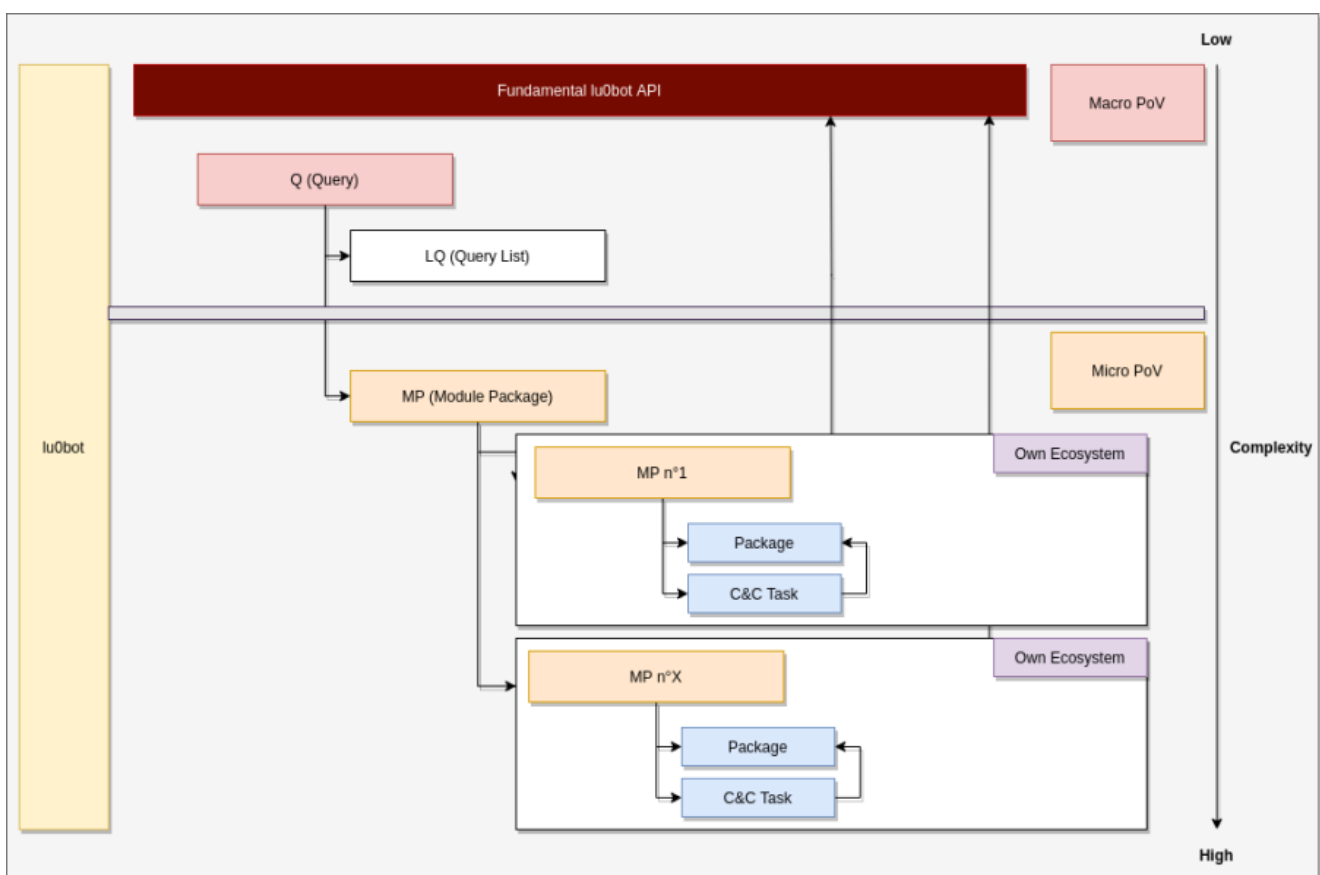 Low
Fundamental lu0bot API
Macro PoV
Q (Query)
LQ (Query List)
Micro PoV
MP (Module Package)
lu0bot
Complexity
Own Ecosystem
MP n°1
Package
C&C Task
Own Ecosystem
MP n°X
Package
C&C Task
High